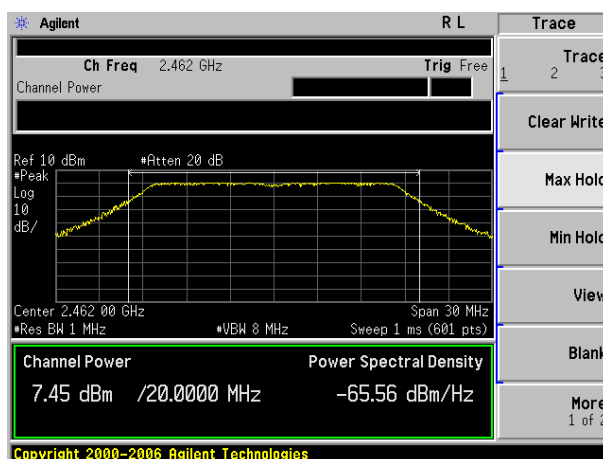 Agilent R L Trace
Ch Freq 2.462 GHz Trig Free
Channel Power
Trace
1 2 3
Clear Write
Max Hold
Min Hold
View
Blank
More
1 of 2
Ref 10 dBm #Atten 20 dB
#Peak
Log
10
dB/
Center 2.462 00 GHz Span 30 MHz
#Res BW 1 MHz #VBW 8 MHz Sweep 1 ms (601 pts)
Channel Power Power Spectral Density
7.45 dBm /20.0000 MHz -65.56 dBm/Hz
Copyright 2000-2006 Agilent Technologies